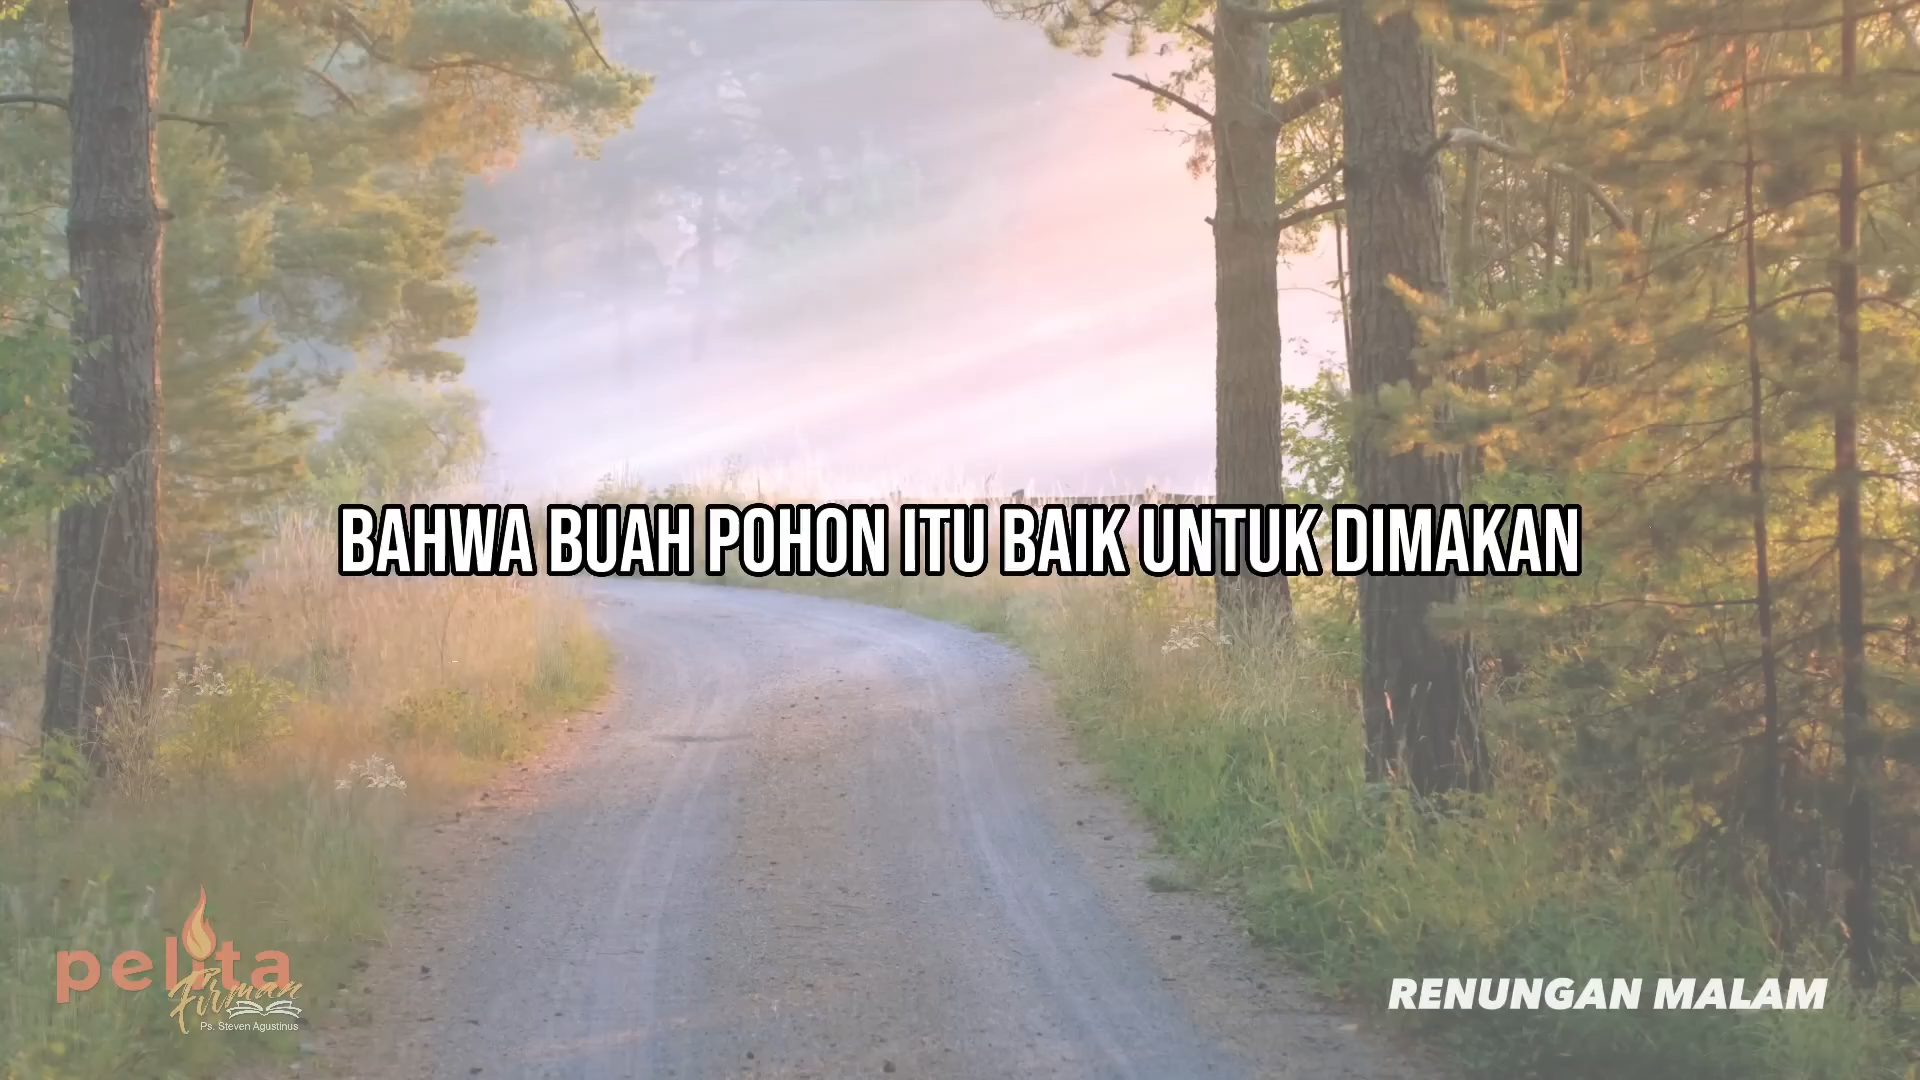 BAHWA BUAH POHON ITU BAIK UNTUK DIMAKAN
pelita
Firman
Ps. Steven Agustinus
RENUNGAN MALAM